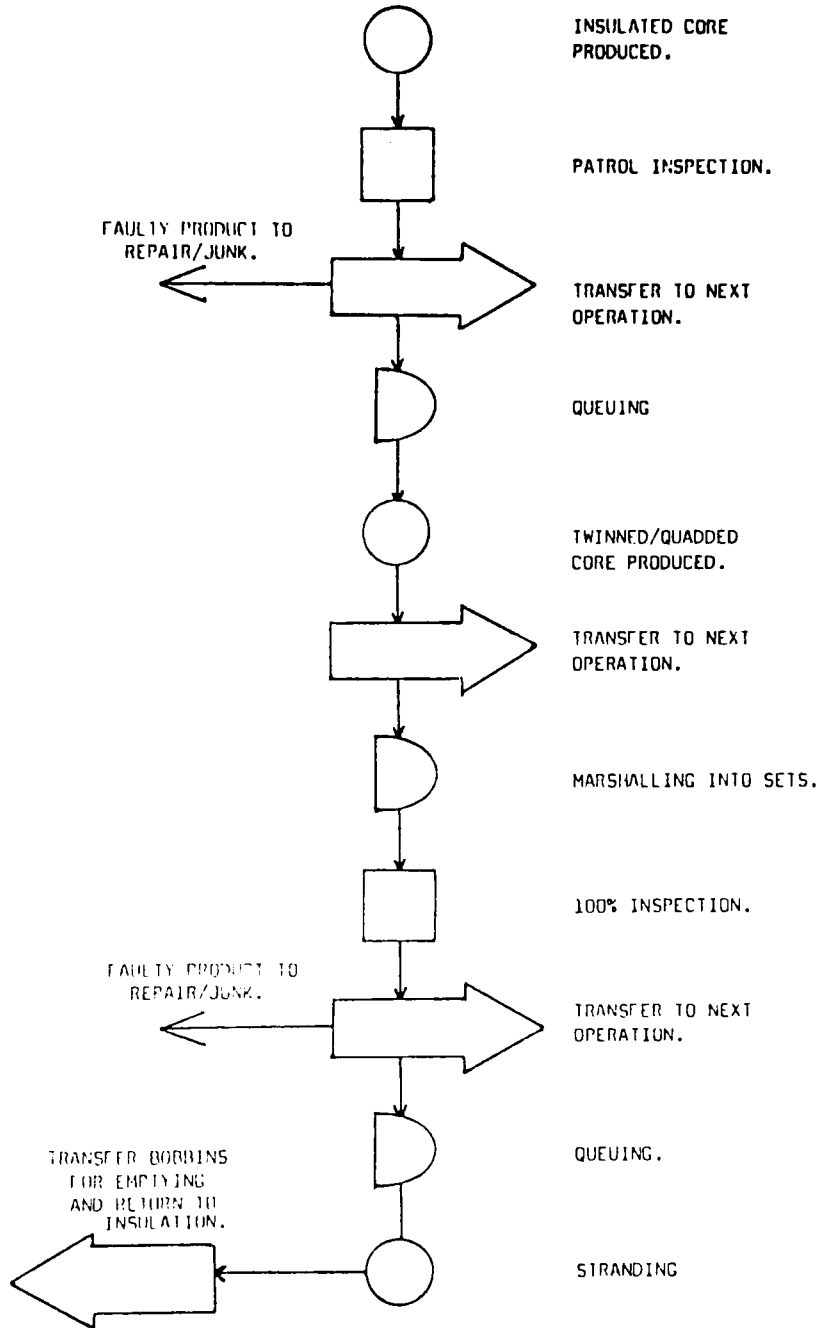 INSULATED CORE
PRODUCED.
PATROL INSPECTION.
FAULTY PRODUCT TO
REPAIR/JUNK.
TRANSFER TO NEXT
OPERATION.
QUEUING
TWINNED/QUADDED
CORE PRODUCED.
TRANSFER TO NEXT
OPERATION.
MARSHALLING INTO SETS.
100% INSPECTION.
FAULTY PRODUCT TO
REPAIR/JUNK.
TRANSFER TO NEXT
OPERATION.
QUEUING.
TRANSFER BOBBINS
FOR EMPTYING
AND RETURN TO
INSULATION.
STRANDING